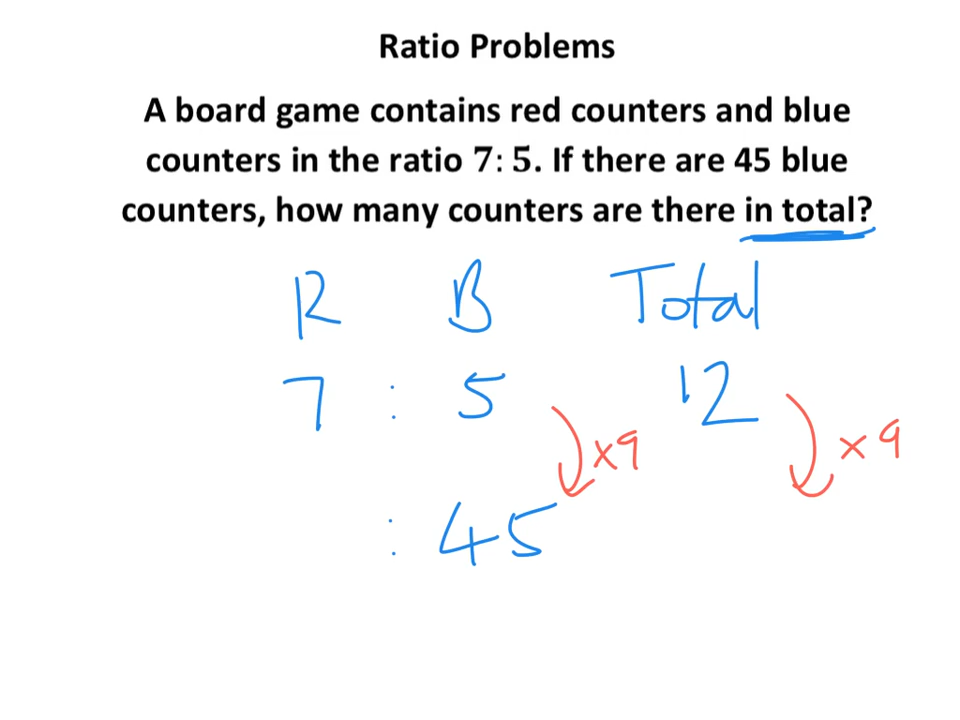 Ratio Problems
A board game contains red counters and blue
counters in the ratio 7: 5. If there are 45 blue
counters, how many counters are there in total?
R B Total
7 : 5 12
×9 ×9
: 45